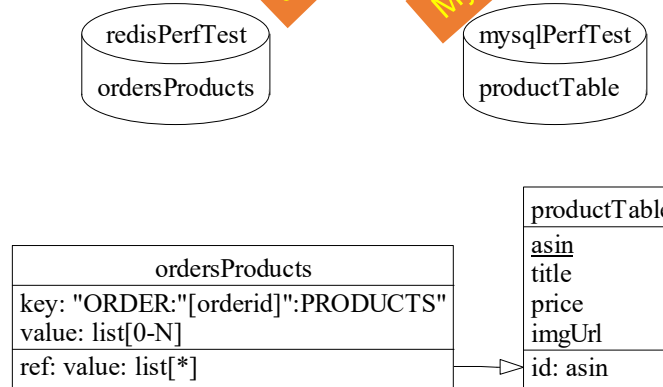 redisPerfTest
ordersProducts
mysqlPerfTest
productTable
ordersProducts
key: "ORDER:"[orderid]":PRODUCTS"
value: list[0-N]
ref: value: list[*]
productTable
asin
title
price
imgUrl
id: asin